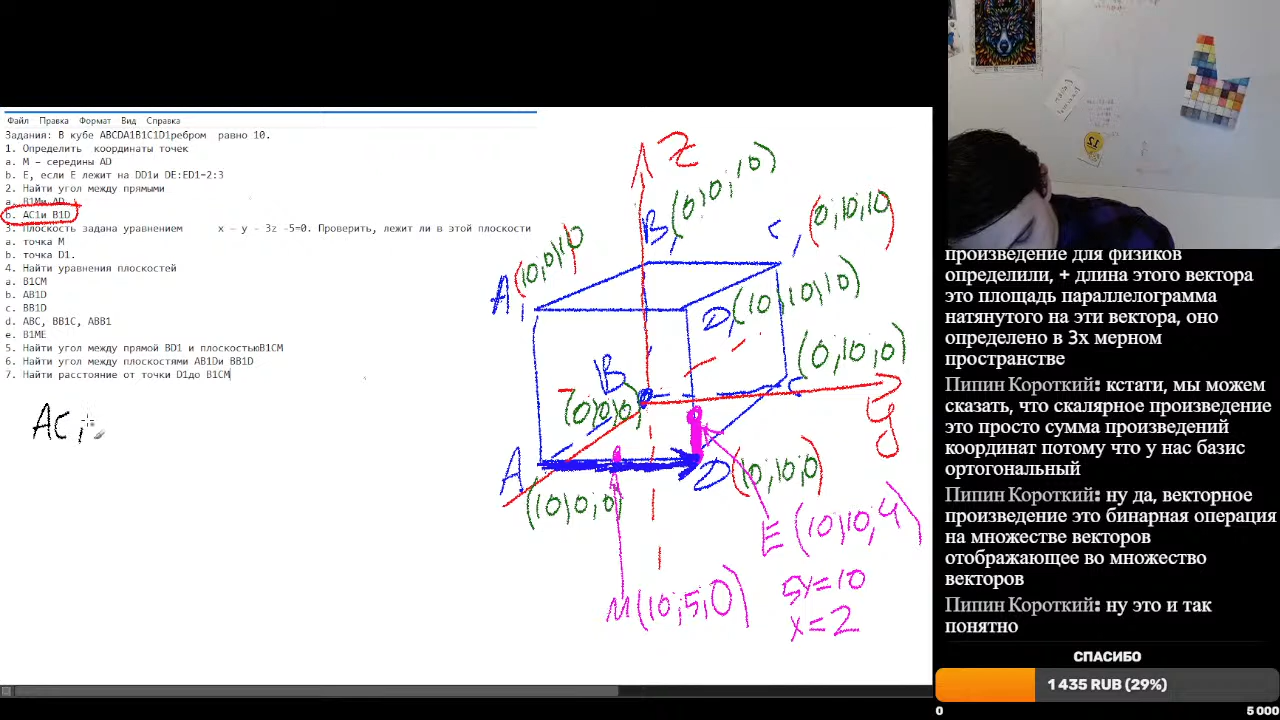 Файл Правка Формат Вид Справка
Задания: В кубе ABCDA1B1C1D1ребром равно 10.
1. Определить координаты точек
a. M – середины AD
b. E, если E лежит на DD1и DE:ED1=2:3
2. Найти угол между прямыми
a. B1Mи AD
b. AC1и B1D
3. Плоскость задана уравнением x – y – 3z -5=0. Проверить, лежит ли в этой плоскости
a. точка M
b. точка D1.
4. Найти уравнения плоскостей
a. B1CM
b. AB1D
c. BB1D
d. ABC, BB1C, ABB1
e. B1ME
5. Найти угол между прямой BD1 и плоскостьюB1CM
6. Найти угол между плоскостями AB1Dи BB1D
7. Найти расстояние от точки D1до B1CM
AC1
Z
B1 (0;0;10)
C1 (0;10;10)
A1 (10;0;10)
D1 (10;10;10)
B (0;0;0)
C (0;10;0)
y
A (10;0;0)
D (10;10;0)
E (10;10;4)
M (10;5;0)
5x=10
x=2
произведение для физиков
определили, + длина этого вектора
это площадь параллелограмма
натянутого на эти вектора, оно
определено в 3х мерном
пространстве
Пипин Короткий: кстати, мы можем
сказать, что скалярное произведение
это просто сумма произведений
координат потому что у нас базис
ортогональный
Пипин Короткий: ну да, векторное
произведение это бинарная операция
на множестве векторов
отображающее во множество
векторов
Пипин Короткий: ну это и так
понятно
СПАСИБО
1 435 RUB (29%)
0 5 000